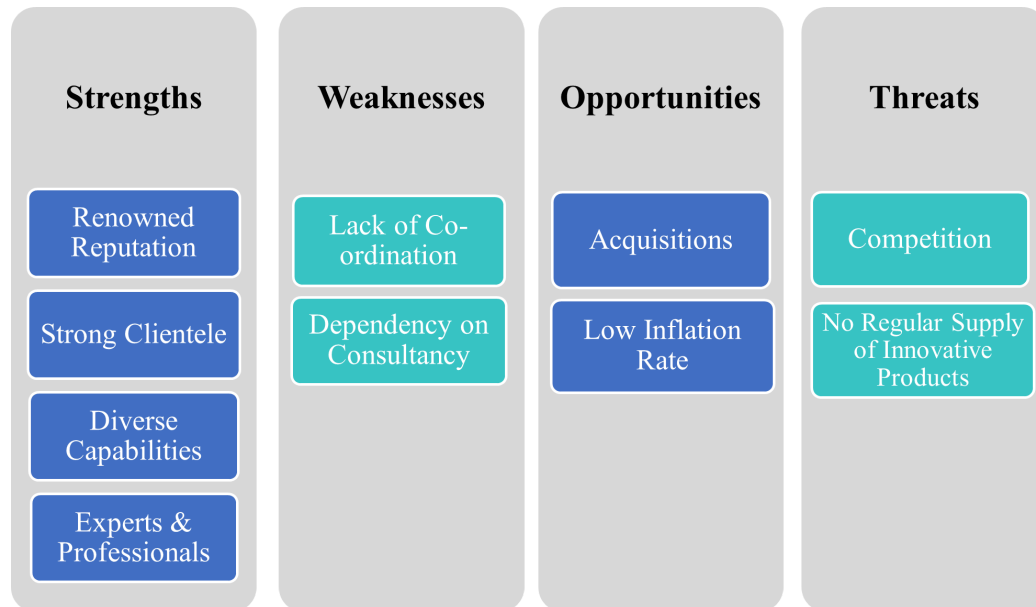 Strengths
Renowned
Reputation
Strong Clientele
Diverse
Capabilities
Experts &
Professionals
Weaknesses
Lack of Co-
ordination
Dependency on
Consultancy
Opportunities
Acquisitions
Low Inflation
Rate
Threats
Competition
No Regular Supply
of Innovative
Products